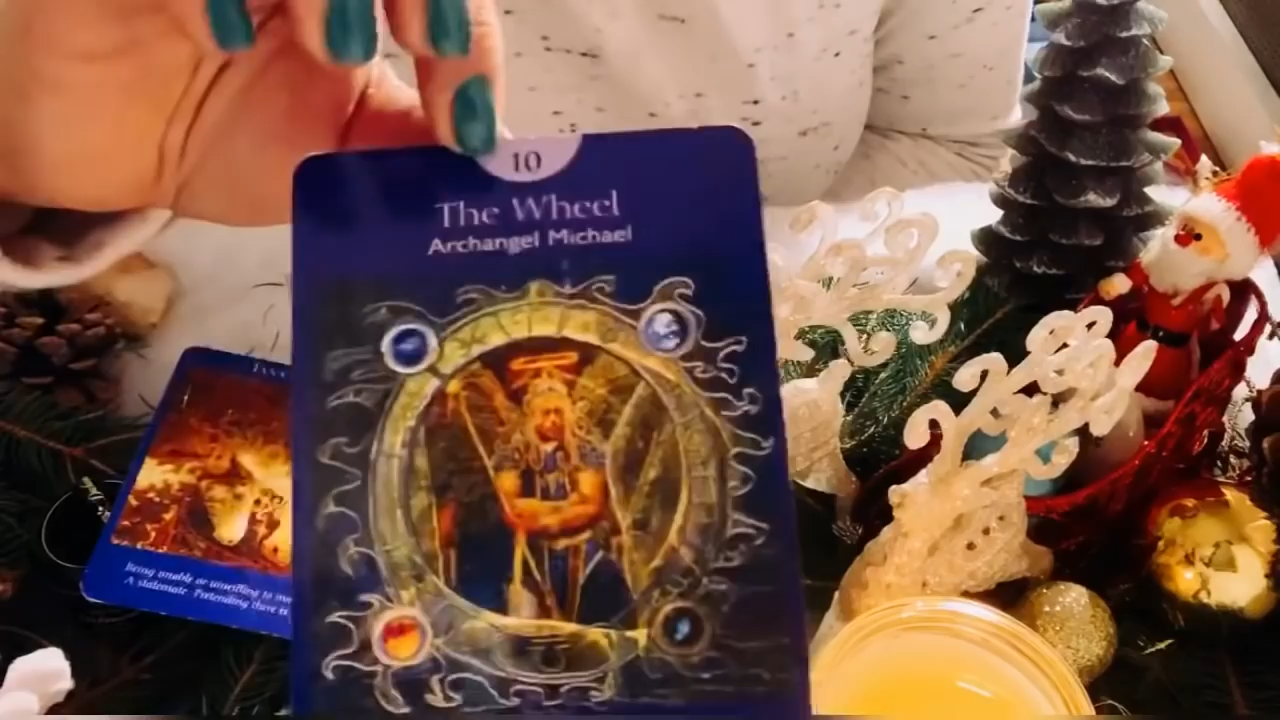 10
The Wheel
Archangel Michael
Being unable or unwilling to
A stalemate Pretending there is